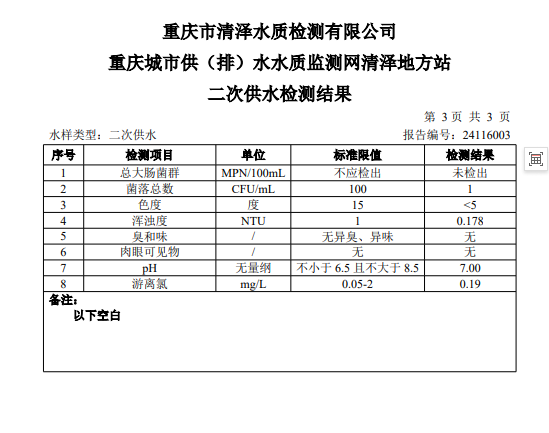 重庆市清泽水质检测有限公司
重庆城市供（排）水水质监测网清泽地方站
二次供水检测结果
第 3 页 共 3 页
水样类型：二次供水 报告编号：24116003
序号 检测项目 单位 标准限值 检测结果
1 总大肠菌群 MPN/100mL 不应检出 未检出
2 菌落总数 CFU/mL 100 1
3 色度 度 15 <5
4 浑浊度 NTU 1 0.178
5 臭和味 / 无异臭、异味 无
6 肉眼可见物 / 无 无
7 pH 无量纲 不小于 6.5 且不大于 8.5 7.00
8 游离氯 mg/L 0.05-2 0.19
备注：
以下空白